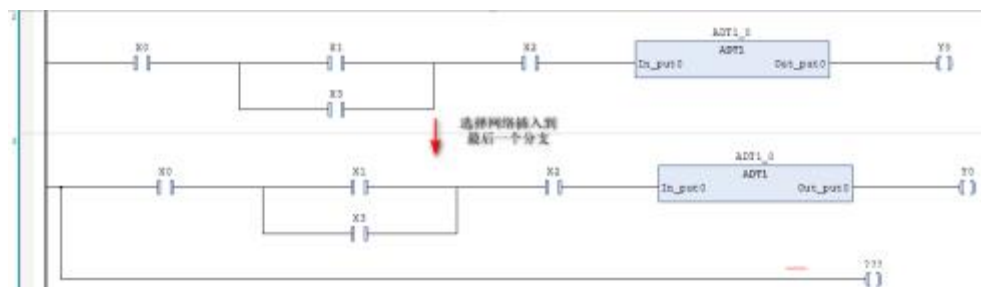 X0 X1 X2 ADT1_0 Y0
ADT1
In_put0 Out_put0
X3
选择网络插入到
最后一个分支
X0 X1 X2 ADT1_0 Y0
ADT1
In_put0 Out_put0
X3
???